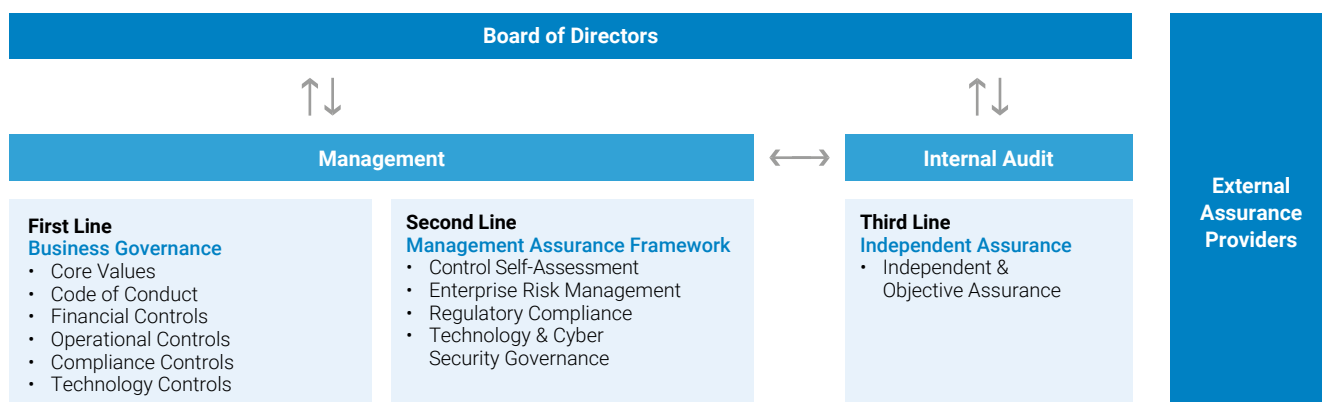 Board of Directors
Management
Internal Audit
First Line
Business Governance
• Core Values
• Code of Conduct
• Financial Controls
• Operational Controls
• Compliance Controls
• Technology Controls
Second Line
Management Assurance Framework
• Control Self-Assessment
• Enterprise Risk Management
• Regulatory Compliance
• Technology & Cyber
Security Governance
Third Line
Independent Assurance
• Independent &
Objective Assurance
External
Assurance
Providers